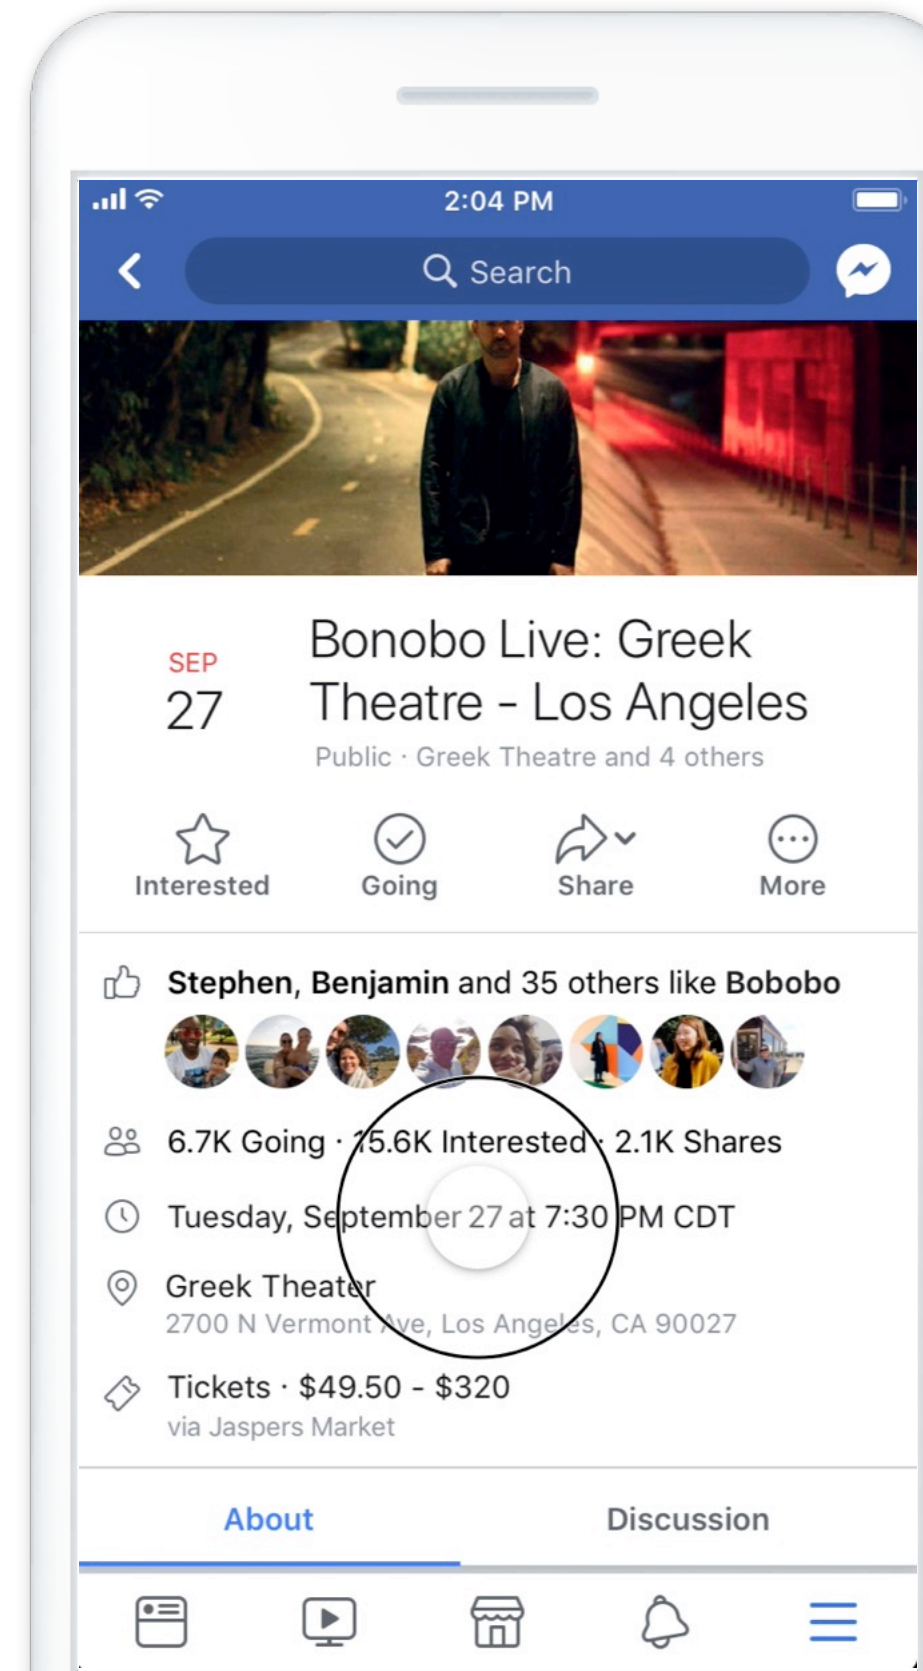 2:04 PM
Search
SEP
27
Bonobo Live: Greek
Theatre - Los Angeles
Public · Greek Theatre and 4 others
Interested
Going
Share
More
Stephen, Benjamin and 35 others like Bobobo
6.7K Going · 15.6K Interested · 2.1K Shares
Tuesday, September 27 at 7:30 PM CDT
Greek Theater
2700 N Vermont Ave, Los Angeles, CA 90027
Tickets · $49.50 - $320
via Jaspers Market
About
Discussion